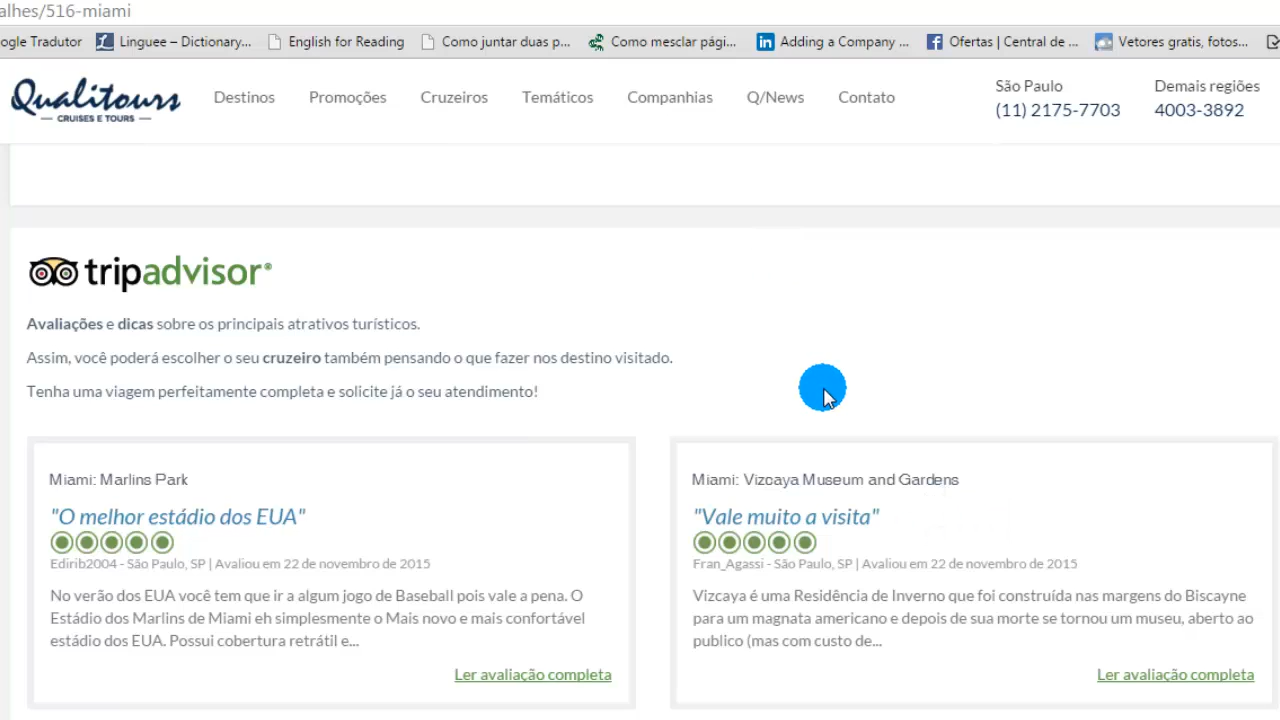 alhes/516-miami
ogle Tradutor Linguee – Dictionary... English for Reading Como juntar duas p... Como mesclar pági... Adding a Company ... Ofertas | Central de ... Vetores gratis, fotos...
Qualitours
— CRUISES E TOURS —
Destinos Promoções Cruzeiros Temáticos Companhias Q/News Contato
São Paulo
(11) 2175-7703
Demais regiões
4003-3892
tripadvisor®
Avaliações e dicas sobre os principais atrativos turísticos.
Assim, você poderá escolher o seu cruzeiro também pensando o que fazer nos destino visitado.
Tenha uma viagem perfeitamente completa e solicite já o seu atendimento!
Miami: Marlins Park
"O melhor estádio dos EUA"
Edirib2004 - São Paulo, SP | Avaliou em 22 de novembro de 2015
No verão dos EUA você tem que ir a algum jogo de Baseball pois vale a pena. O
Estádio dos Marlins de Miami eh simplesmente o Mais novo e mais confortável
estádio dos EUA. Possui cobertura retrátil e...
Ler avaliação completa
Miami: Vizcaya Museum and Gardens
"Vale muito a visita"
Fran_Agassi - São Paulo, SP | Avaliou em 22 de novembro de 2015
Vizcaya é uma Residência de Inverno que foi construída nas margens do Biscayne
para um magnata americano e depois de sua morte se tornou um museu, aberto ao
publico (mas com custo de...
Ler avaliação completa